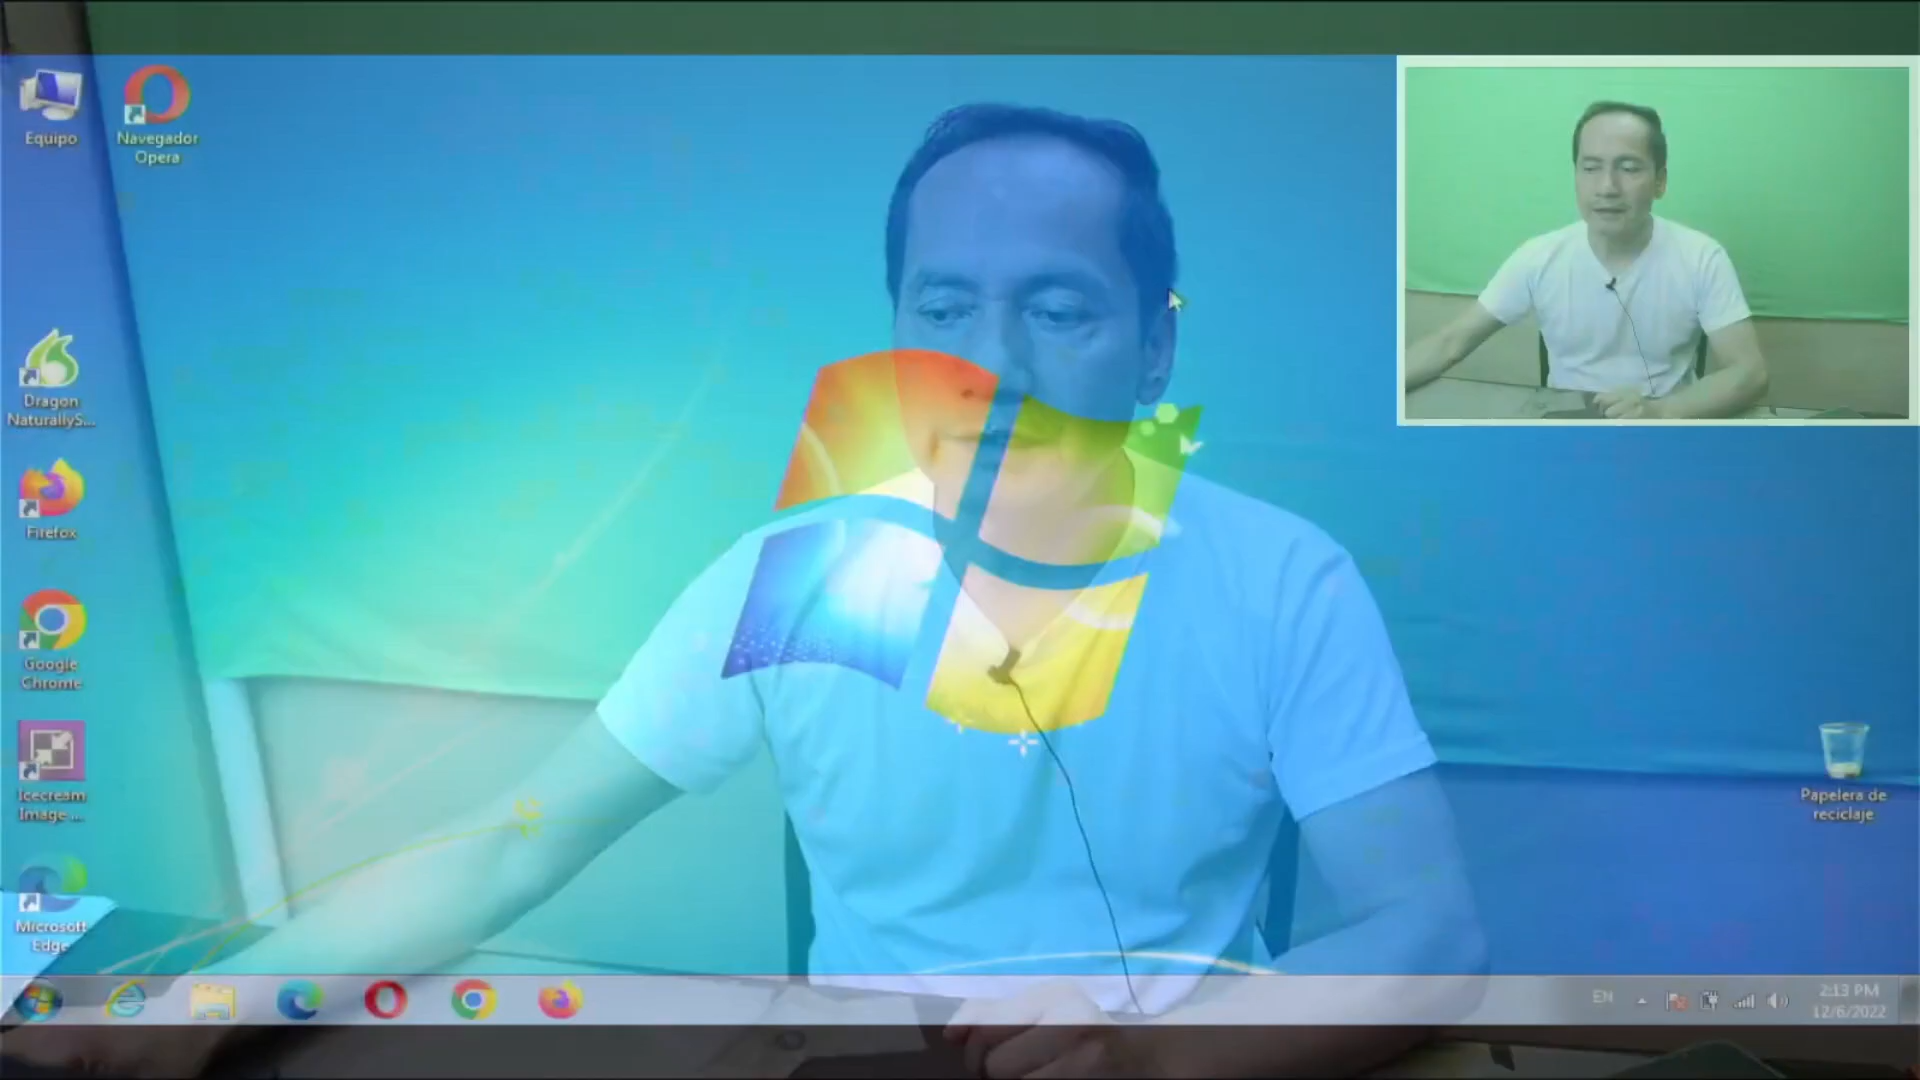 Equipo
Navegador
Opera
Dragon
NaturallyS...
Firefox
Google
Chrome
Icecream
Image ...
Microsoft
Edge
Papelera de
reciclaje
EN
2:13 PM
12/6/2022